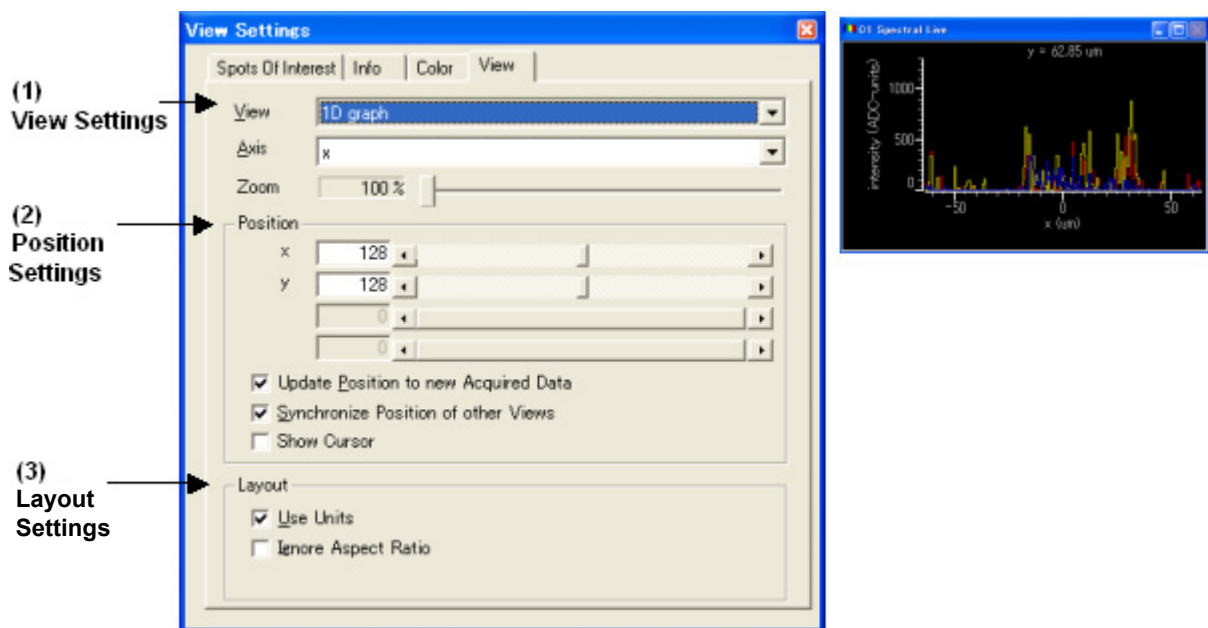 View Settings
Spots Of Interest
Info
Color
View
(1)
View Settings
View
1D graph
Axis
x
Zoom
100 %
(2)
Position
Settings
Position
x
128
y
128
0
0
Update Position to new Acquired Data
Synchronize Position of other Views
Show Cursor
(3)
Layout
Settings
Layout
Use Units
Ignore Aspect Ratio
01 Spectral Live
y = 62.85 um
intensity (ADC-units)
1000
500
0
-50
0
50
x (um)